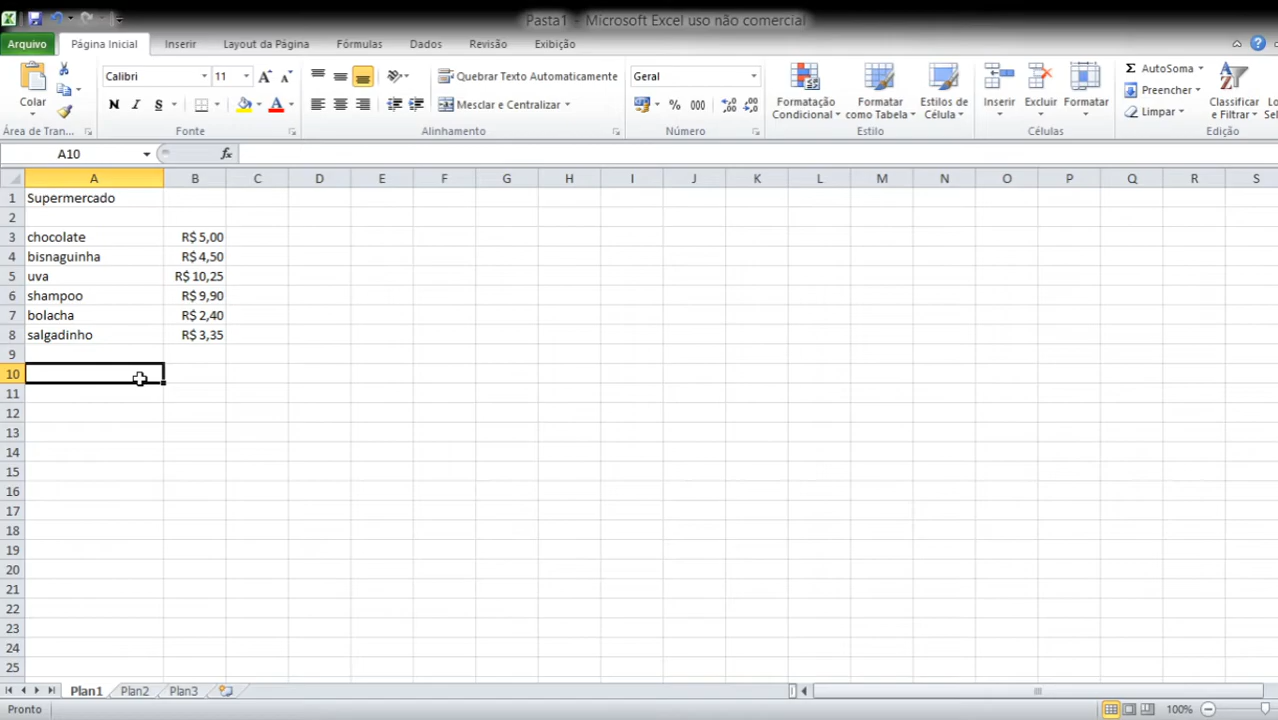 Pasta1 - Microsoft Excel uso não comercial
Arquivo Página Inicial Inserir Layout da Página Fórmulas Dados Revisão Exibição
Calibri 11 Quebrar Texto Automaticamente Geral AutoSoma
Preencher
Colar N I S Mesclar e Centralizar % 000 Formatação Condicional Formatar como Tabela Estilos de Célula Inserir Excluir Formatar Limpar Classificar e Filtrar
Área de Tran... Fonte Alinhamento Número Estilo Células Edição
A10 fx
A B C D E F G H I J K L M N O P Q R S
1 Supermercado
2
3 chocolate R$ 5,00
4 bisnaguinha R$ 4,50
5 uva R$ 10,25
6 shampoo R$ 9,90
7 bolacha R$ 2,40
8 salgadinho R$ 3,35
9
10
11
12
13
14
15
16
17
18
19
20
21
22
23
24
25
Plan1 Plan2 Plan3
Pronto 100%